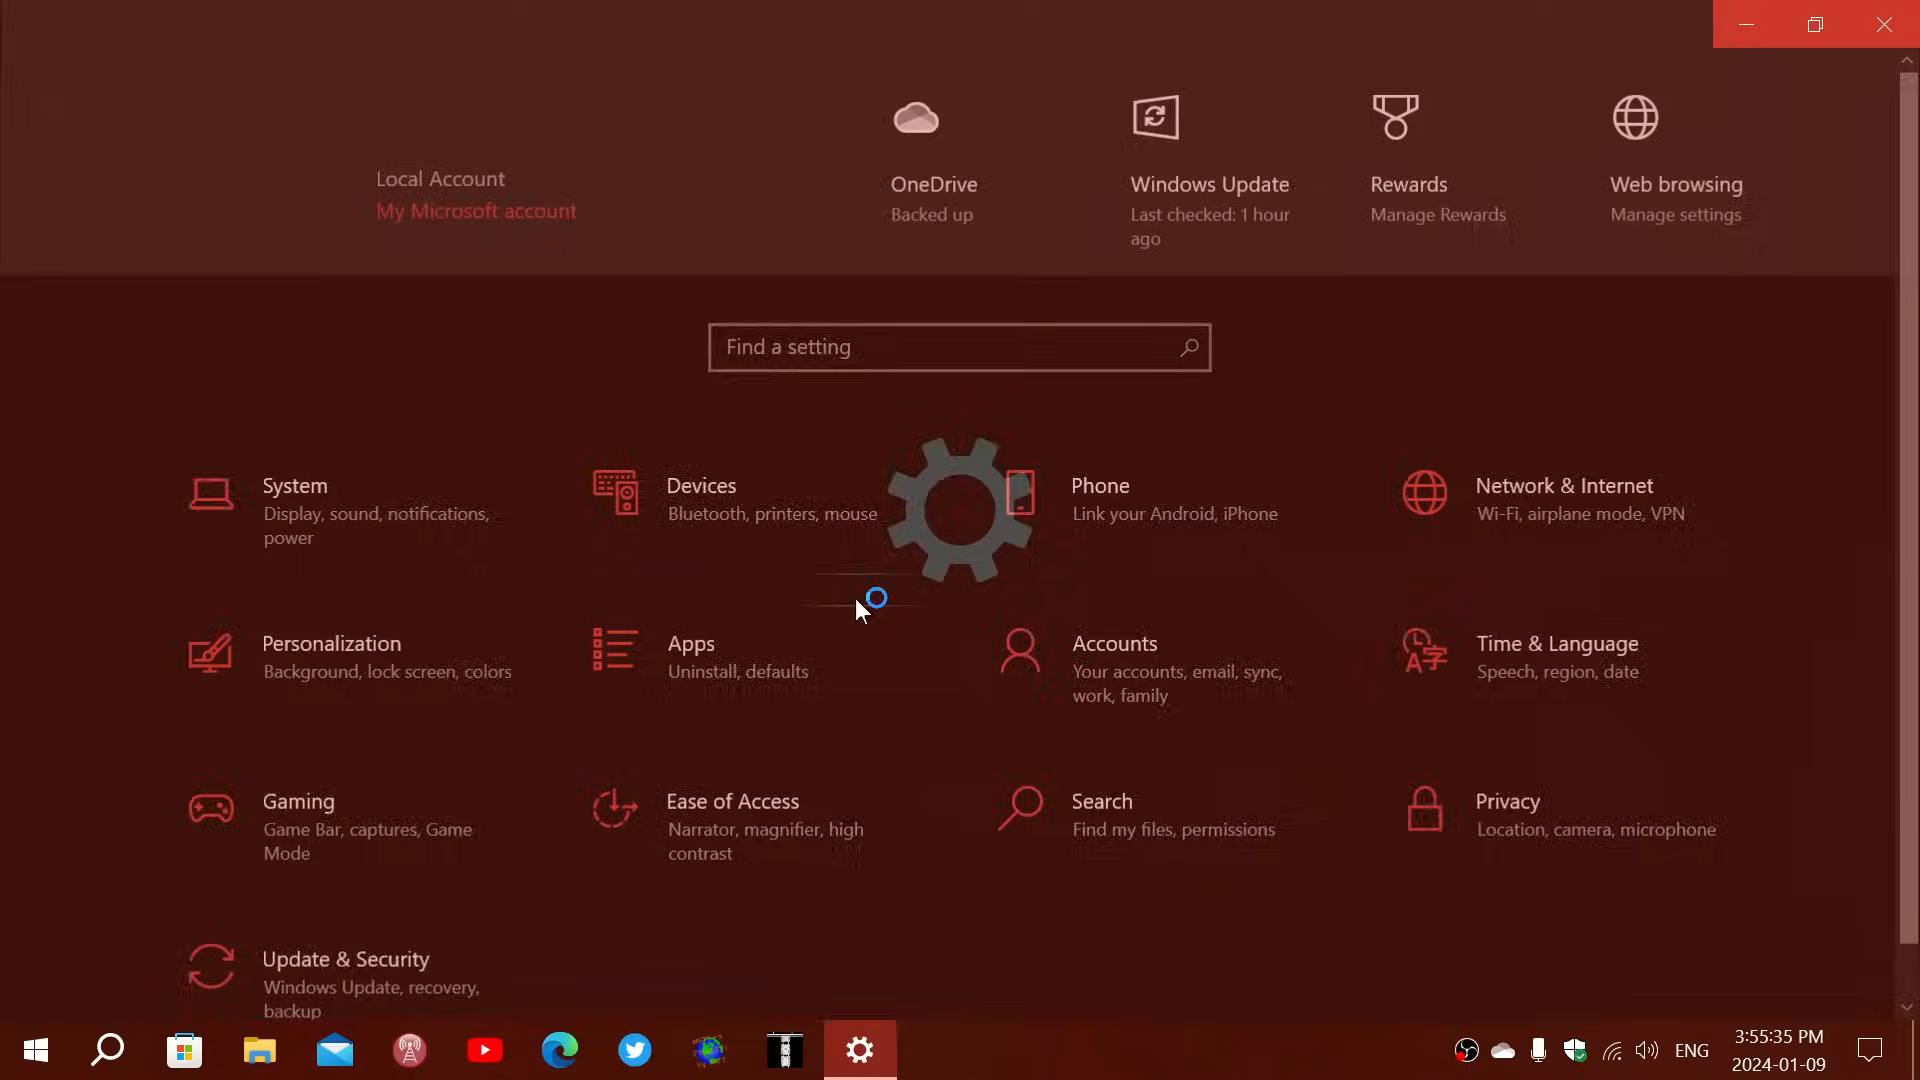 Local Account
My Microsoft account
OneDrive
Backed up
Windows Update
Last checked: 1 hour
ago
Rewards
Manage Rewards
Web browsing
Manage settings
Find a setting
System
Display, sound, notifications,
power
Devices
Bluetooth, printers, mouse
Phone
Link your Android, iPhone
Network & Internet
Wi-Fi, airplane mode, VPN
Personalization
Background, lock screen, colors
Apps
Uninstall, defaults
Accounts
Your accounts, email, sync,
work, family
Time & Language
Speech, region, date
Gaming
Game Bar, captures, Game
Mode
Ease of Access
Narrator, magnifier, high
contrast
Search
Find my files, permissions
Privacy
Location, camera, microphone
Update & Security
Windows Update, recovery,
backup
ENG
3:55:35 PM
2024-01-09